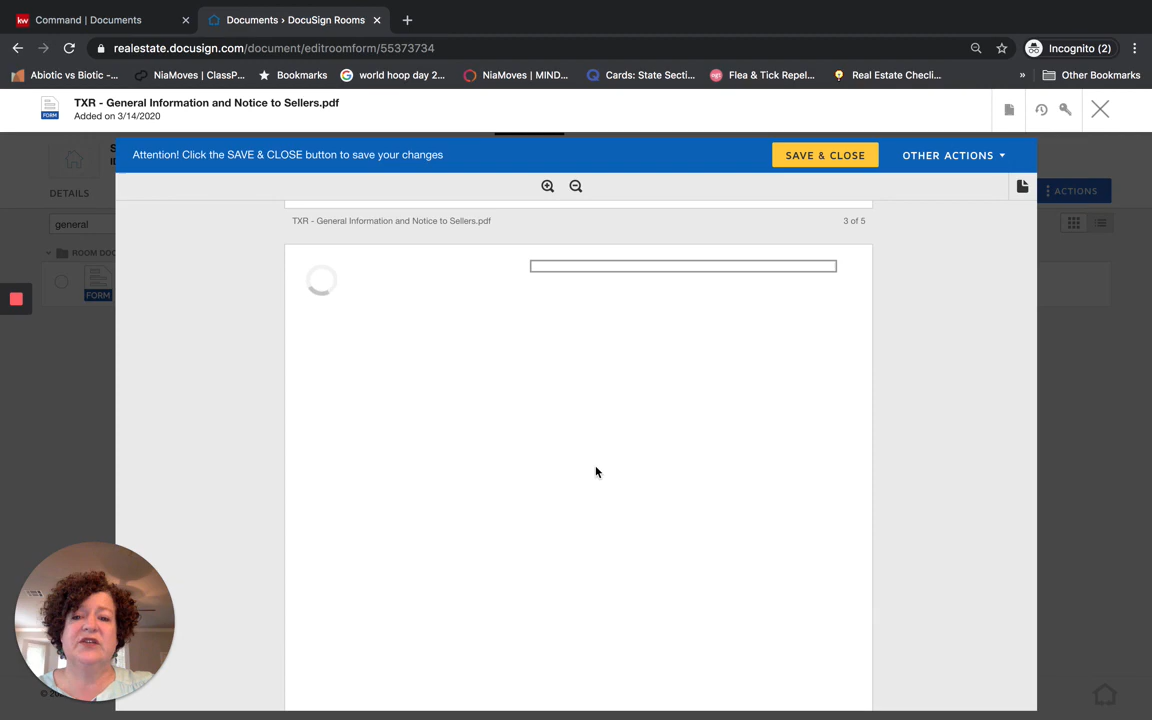 Command | Documents
Documents › DocuSign Rooms
realestate.docusign.com/document/editroomform/55373734
Incognito (2)
Abiotic vs Biotic -...
NiaMoves | ClassP...
Bookmarks
world hoop day 2...
NiaMoves | MIND...
Cards: State Secti...
Flea & Tick Repel...
Real Estate Checli...
»
Other Bookmarks
TXR - General Information and Notice to Sellers.pdf
Added on 3/14/2020
FORM
Attention! Click the SAVE & CLOSE button to save your changes
SAVE & CLOSE
OTHER ACTIONS
DETAILS
ACTIONS
general
TXR - General Information and Notice to Sellers.pdf
3 of 5
ROOM DOC
FORM